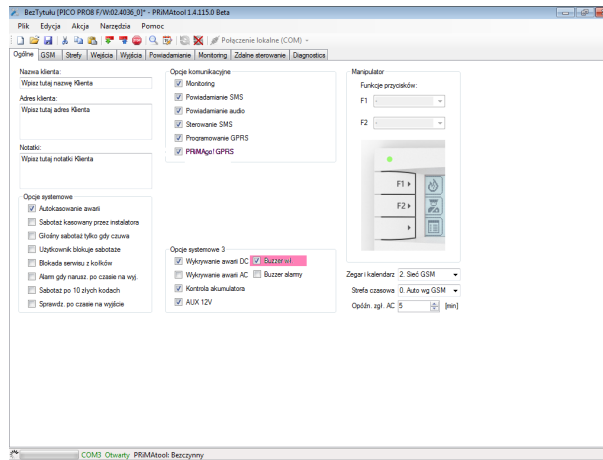 BezTytułu [PICO PRO8 F/W:02.4036_0]* - PRiMAtool 1.4.115.0 Beta
Plik Edycja Akcja Narzędzia Pomoc
Połączenie lokalne (COM)
Ogólne GSM Strefy Wejścia Wyjścia Powiadamianie Monitoring Zdalne sterowanie Diagnostics
Nazwa klienta:
Wpisz tutaj nazwę Klienta
Adres klienta:
Wpisz tutaj adres Klienta
Notatki:
Wpisz tutaj notatki Klienta
Opcje systemowe
Autokasowanie awarii
Sabotaż kasowany przez instalatora
Głośny sabotaż tylko gdy czuwa
Użytkownik blokuje sabotaże
Blokada serwisu z kołków
Alarm gdy narusz. po czasie na wyj.
Sabotaż po 10 złych kodach
Sprawdz. po czasie na wyjście
Opcje komunikacyjne
Monitoring
Powiadamianie SMS
Powiadamianie audio
Sterowanie SMS
Programowanie GPRS
PRiMAgo! GPRS
Opcje systemowe 3
Wykrywanie awarii DC Buzzer wł.
Wykrywanie awarii AC Buzzer alarmy
Kontrola akumulatora
AUX 12V
Manipulator
Funkcje przycisków:
F1 -
F2 -
F1
F2
Zegar i kalendarz 2. Sieć GSM
Strefa czasowa 0. Auto wg GSM
Opóźn. zgł. AC 5 [min]
COM3 Otwarty PRiMAtool: Bezczynny